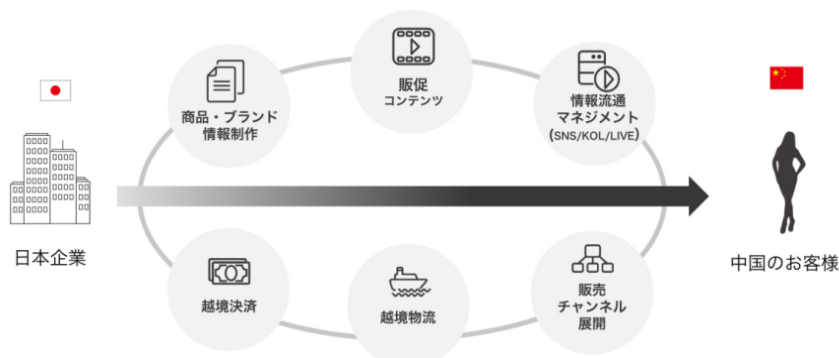 販促
コンテンツ
商品・ブランド
情報制作
情報流通
マネジメント
(SNS/KOL/LIVE)
日本企業
中国のお客様
越境決済
越境物流
販売
チャンネル
展開